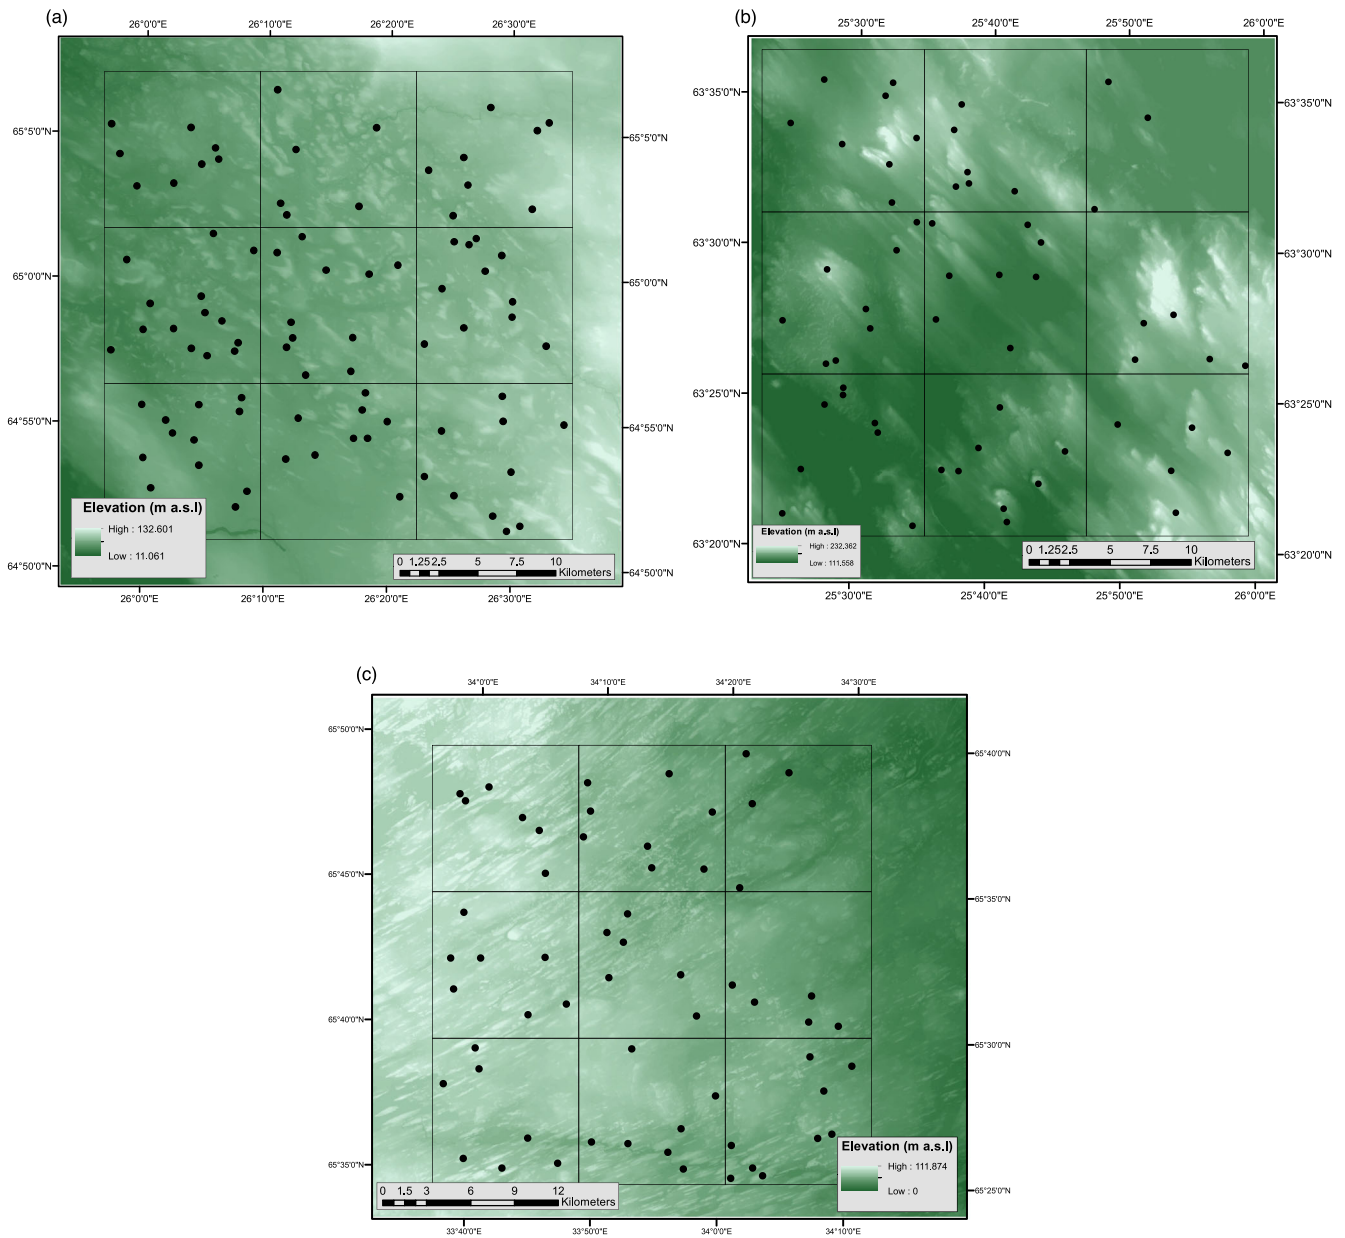 (a)
26°0'0"E 26°10'0"E 26°20'0"E 26°30'0"E
65°5'0"N 65°5'0"N
65°0'0"N 65°0'0"N
64°55'0"N 64°55'0"N
64°50'0"N 64°50'0"N
Elevation (m a.s.l)
High : 132.601
Low : 11.061
0 1.25 2.5 5 7.5 10
Kilometers
26°0'0"E 26°10'0"E 26°20'0"E 26°30'0"E
(b)
25°30'0"E 25°40'0"E 25°50'0"E 26°0'0"E
63°35'0"N 63°35'0"N
63°30'0"N 63°30'0"N
63°25'0"N 63°25'0"N
63°20'0"N 63°20'0"N
Elevation (m a.s.l)
High : 232,362
Low : 111,558
0 1.25 2.5 5 7.5 10
Kilometers
25°30'0"E 25°40'0"E 25°50'0"E 26°0'0"E
(c)
34°0'0"E 34°10'0"E 34°20'0"E 34°30'0"E
65°50'0"N 65°40'0"N
65°45'0"N 65°35'0"N
65°40'0"N 65°30'0"N
65°35'0"N 65°25'0"N
Elevation (m a.s.l)
High : 111.874
Low : 0
0 1.5 3 6 9 12
Kilometers
33°40'0"E 33°50'0"E 34°0'0"E 34°10'0"E